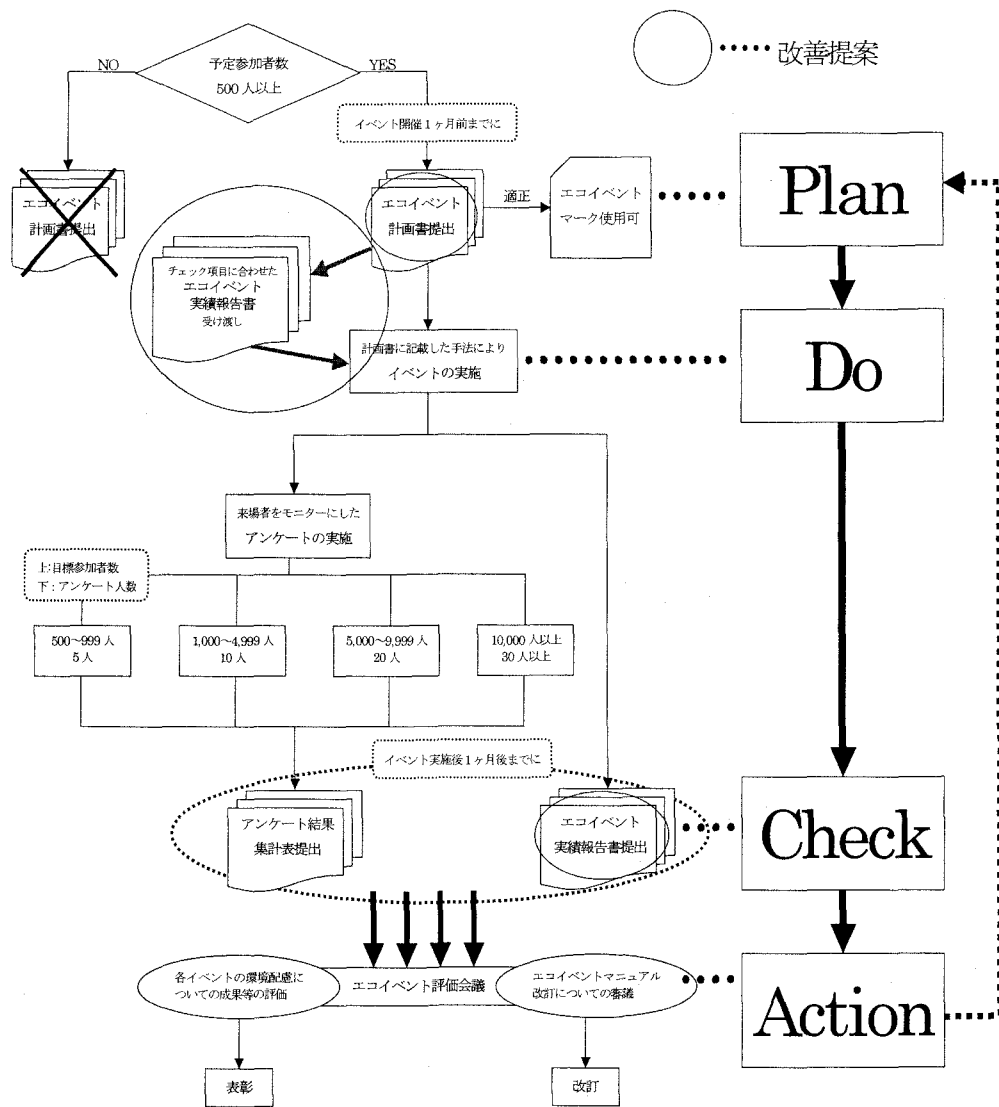 改善提案
予定参加者数
500人以上
NO
YES
イベント開催1ヶ月前までに
エコイベント
計画書提出
エコイベント
計画書提出
適正
エコイベント
マーク使用可
Plan
チェック項目に合わせた
エコイベント
実績報告書
受け渡し
計画書に記載した手法により
イベントの実施
Do
来場者をモニターにした
アンケートの実施
上:目標参加者数
下:アンケート人数
500~999人
5人
1,000~4,999人
10人
5,000~9,999人
20人
10,000人以上
30人以上
イベント実施後1ヶ月後までに
アンケート結果
集計表提出
エコイベント
実績報告書提出
Check
各イベントの環境配慮に
ついての成果等の評価
エコイベント評価会議
エコイベントマニュアル
改訂についての審議
Action
表彰
改訂